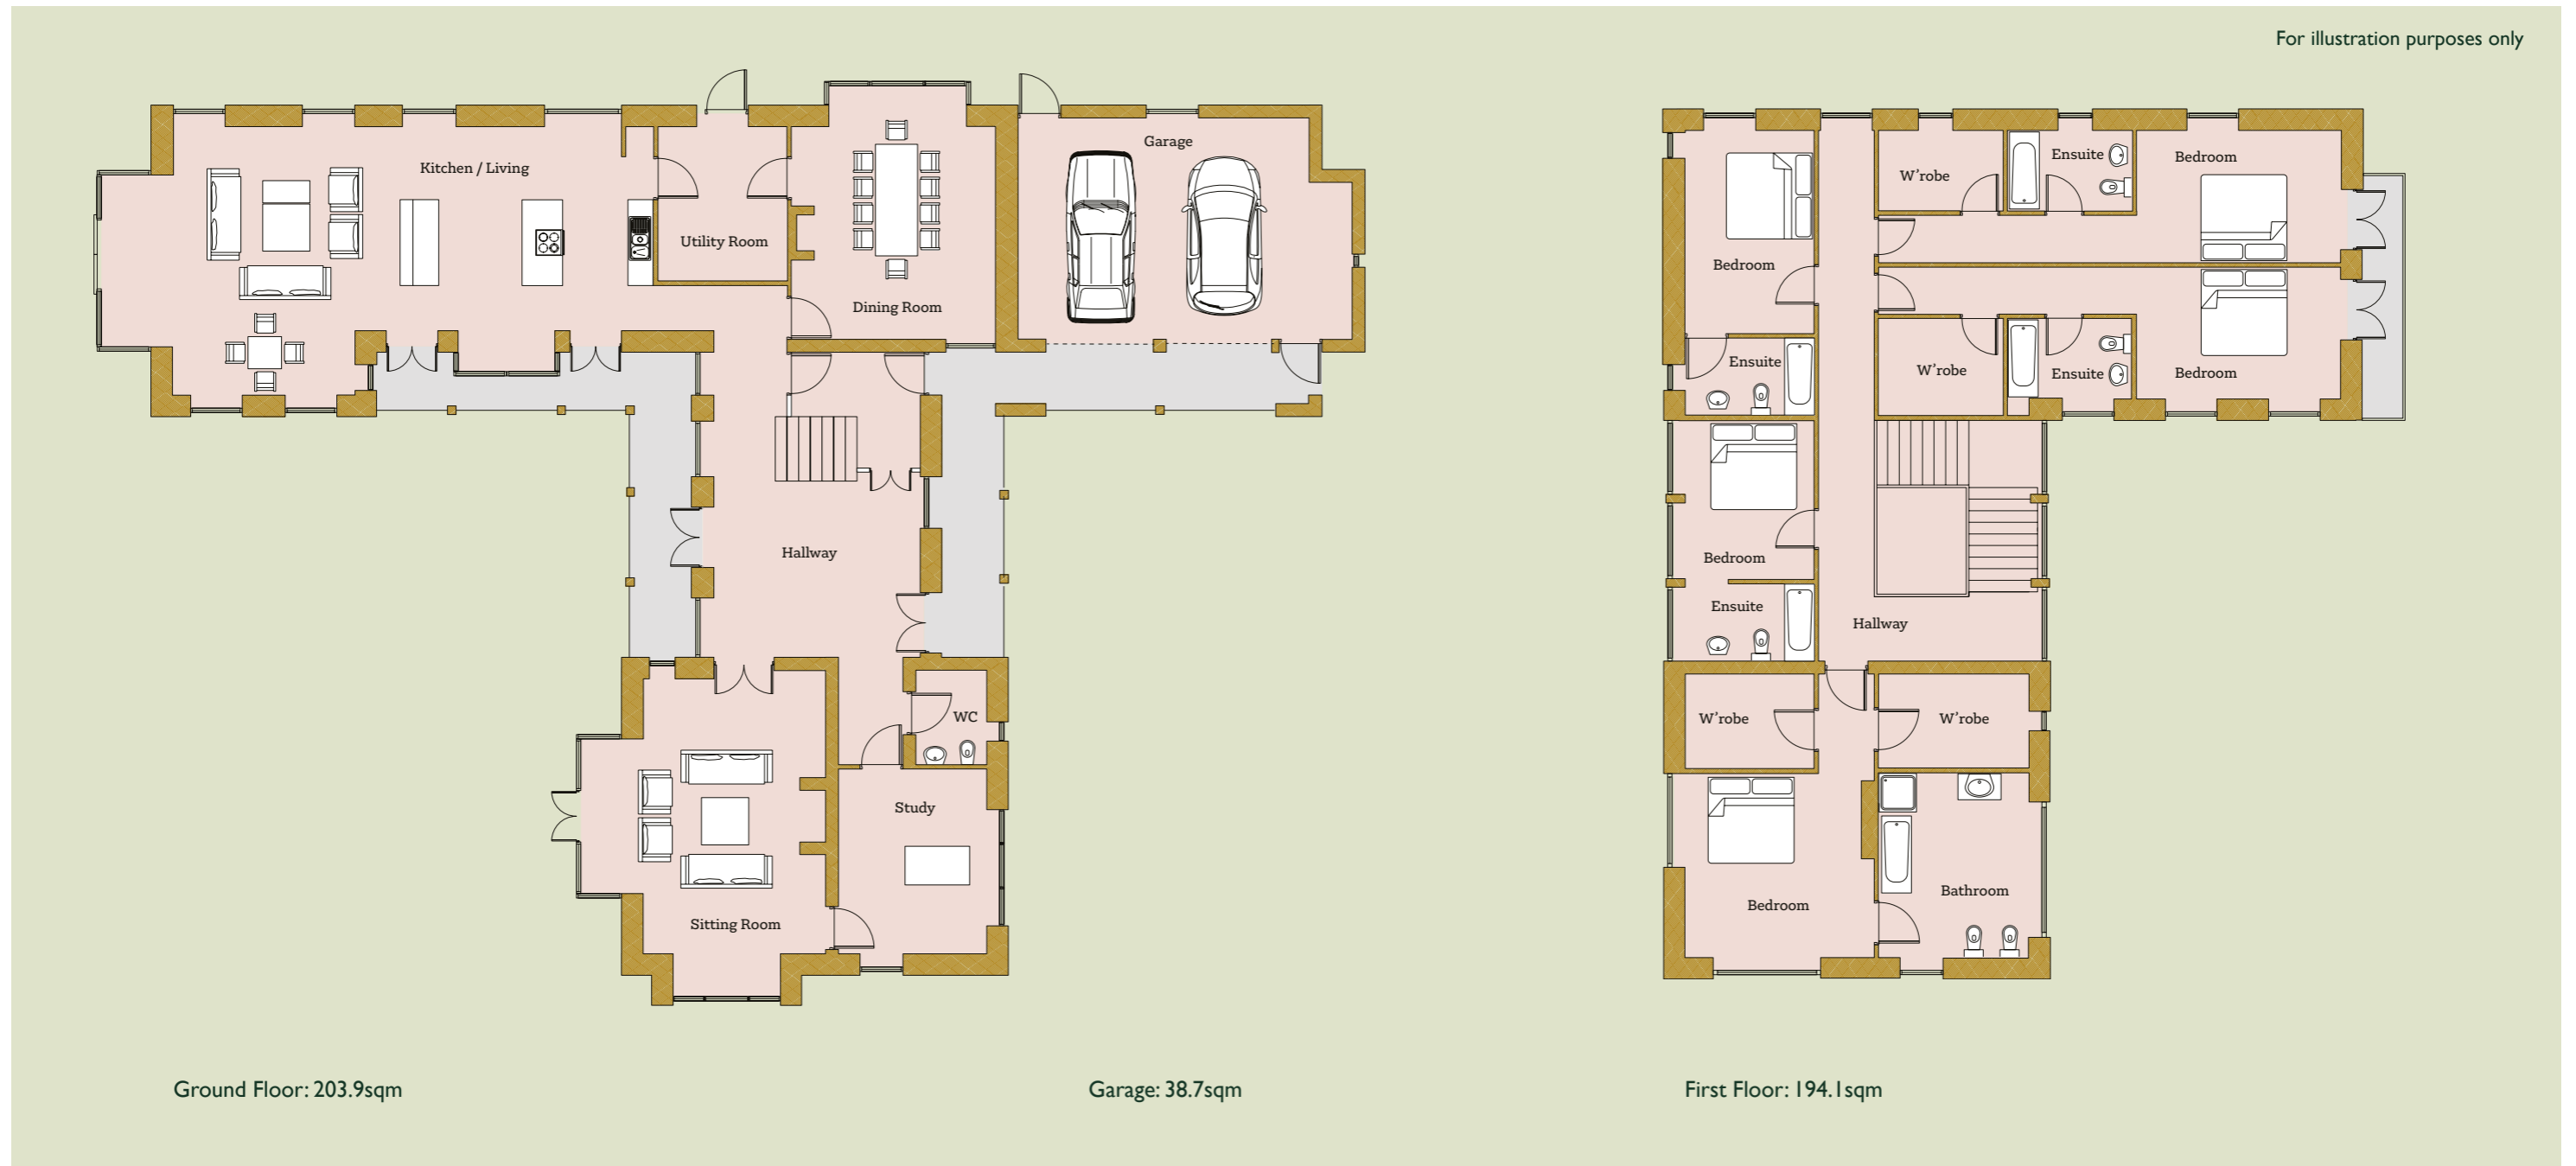 For illustration purposes only
Kitchen / Living
Utility Room
Dining Room
Garage
Hallway
WC
Study
Sitting Room
Bedroom
W’robe
Ensuite
Bedroom
Ensuite
W’robe
Ensuite
Bedroom
Bedroom
Ensuite
Hallway
W’robe
W’robe
Bedroom
Bathroom
Ground Floor: 203.9sqm
Garage: 38.7sqm
First Floor: 194.1sqm